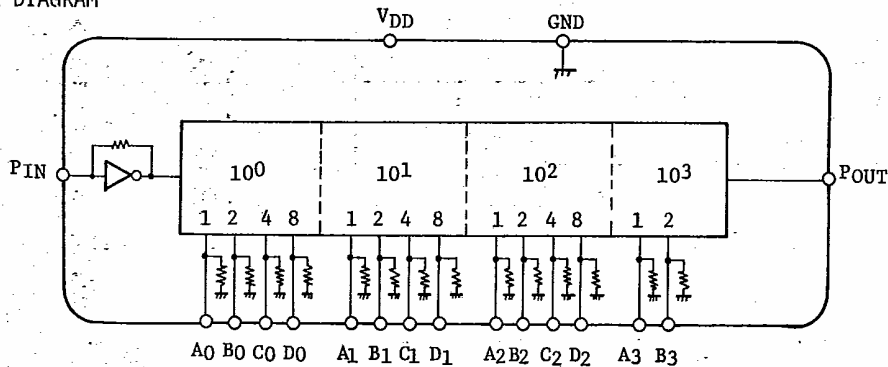 DIAGRAM
VDD GND
PIN 10⁰ 10¹ 10² 10³ POUT
1 2 4 8 1 2 4 8 1 2 4 8 1 2
A0 B0 C0 D0 A1 B1 C1 D1 A2 B2 C2 D2 A3 B3